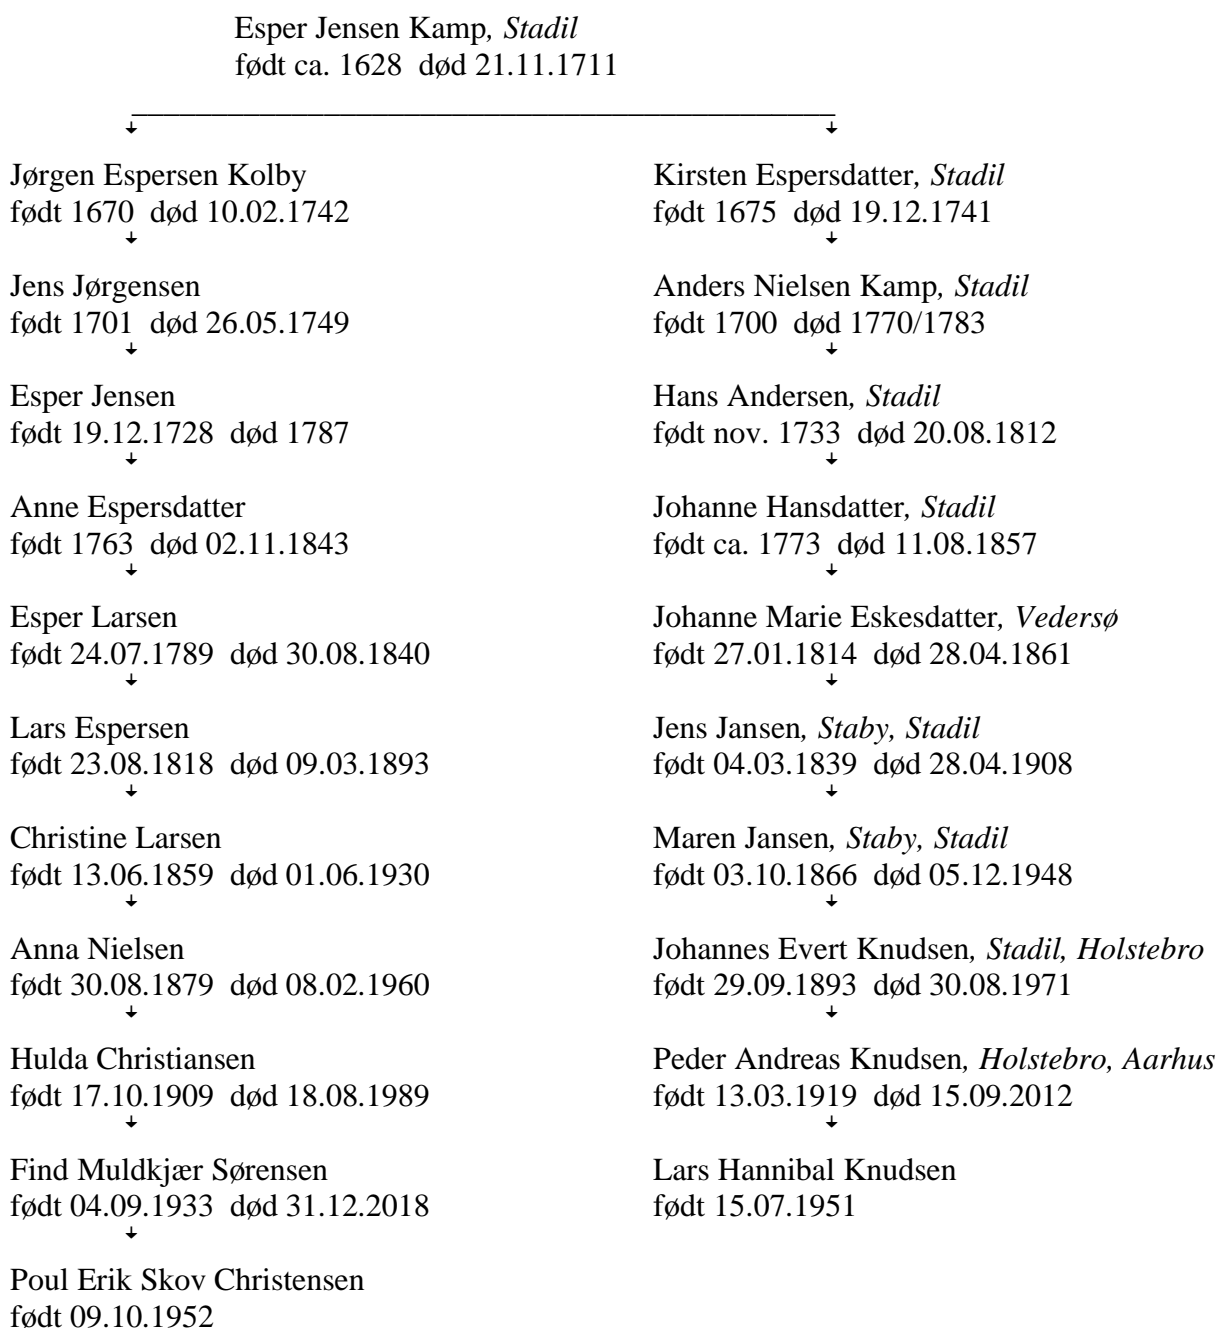 Esper Jensen Kamp, Stadil
født ca. 1628 død 21.11.1711
Jørgen Espersen Kolby
født 1670 død 10.02.1742
Kirsten Espersdatter, Stadil
født 1675 død 19.12.1741
Jens Jørgensen
født 1701 død 26.05.1749
Anders Nielsen Kamp, Stadil
født 1700 død 1770/1783
Esper Jensen
født 19.12.1728 død 1787
Hans Andersen, Stadil
født nov. 1733 død 20.08.1812
Anne Espersdatter
født 1763 død 02.11.1843
Johanne Hansdatter, Stadil
født ca. 1773 død 11.08.1857
Esper Larsen
født 24.07.1789 død 30.08.1840
Johanne Marie Eskesdatter, Vedersø
født 27.01.1814 død 28.04.1861
Lars Espersen
født 23.08.1818 død 09.03.1893
Jens Jansen, Staby, Stadil
født 04.03.1839 død 28.04.1908
Christine Larsen
født 13.06.1859 død 01.06.1930
Maren Jansen, Staby, Stadil
født 03.10.1866 død 05.12.1948
Anna Nielsen
født 30.08.1879 død 08.02.1960
Johannes Evert Knudsen, Stadil, Holstebro
født 29.09.1893 død 30.08.1971
Hulda Christiansen
født 17.10.1909 død 18.08.1989
Peder Andreas Knudsen, Holstebro, Aarhus
født 13.03.1919 død 15.09.2012
Find Muldkjær Sørensen
født 04.09.1933 død 31.12.2018
Lars Hannibal Knudsen
født 15.07.1951
Poul Erik Skov Christensen
født 09.10.1952